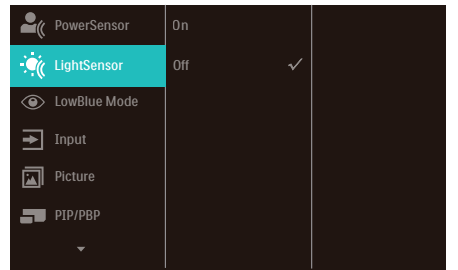 PowerSensor
On
LightSensor
Off
LowBlue Mode
Input
Picture
PIP/PBP